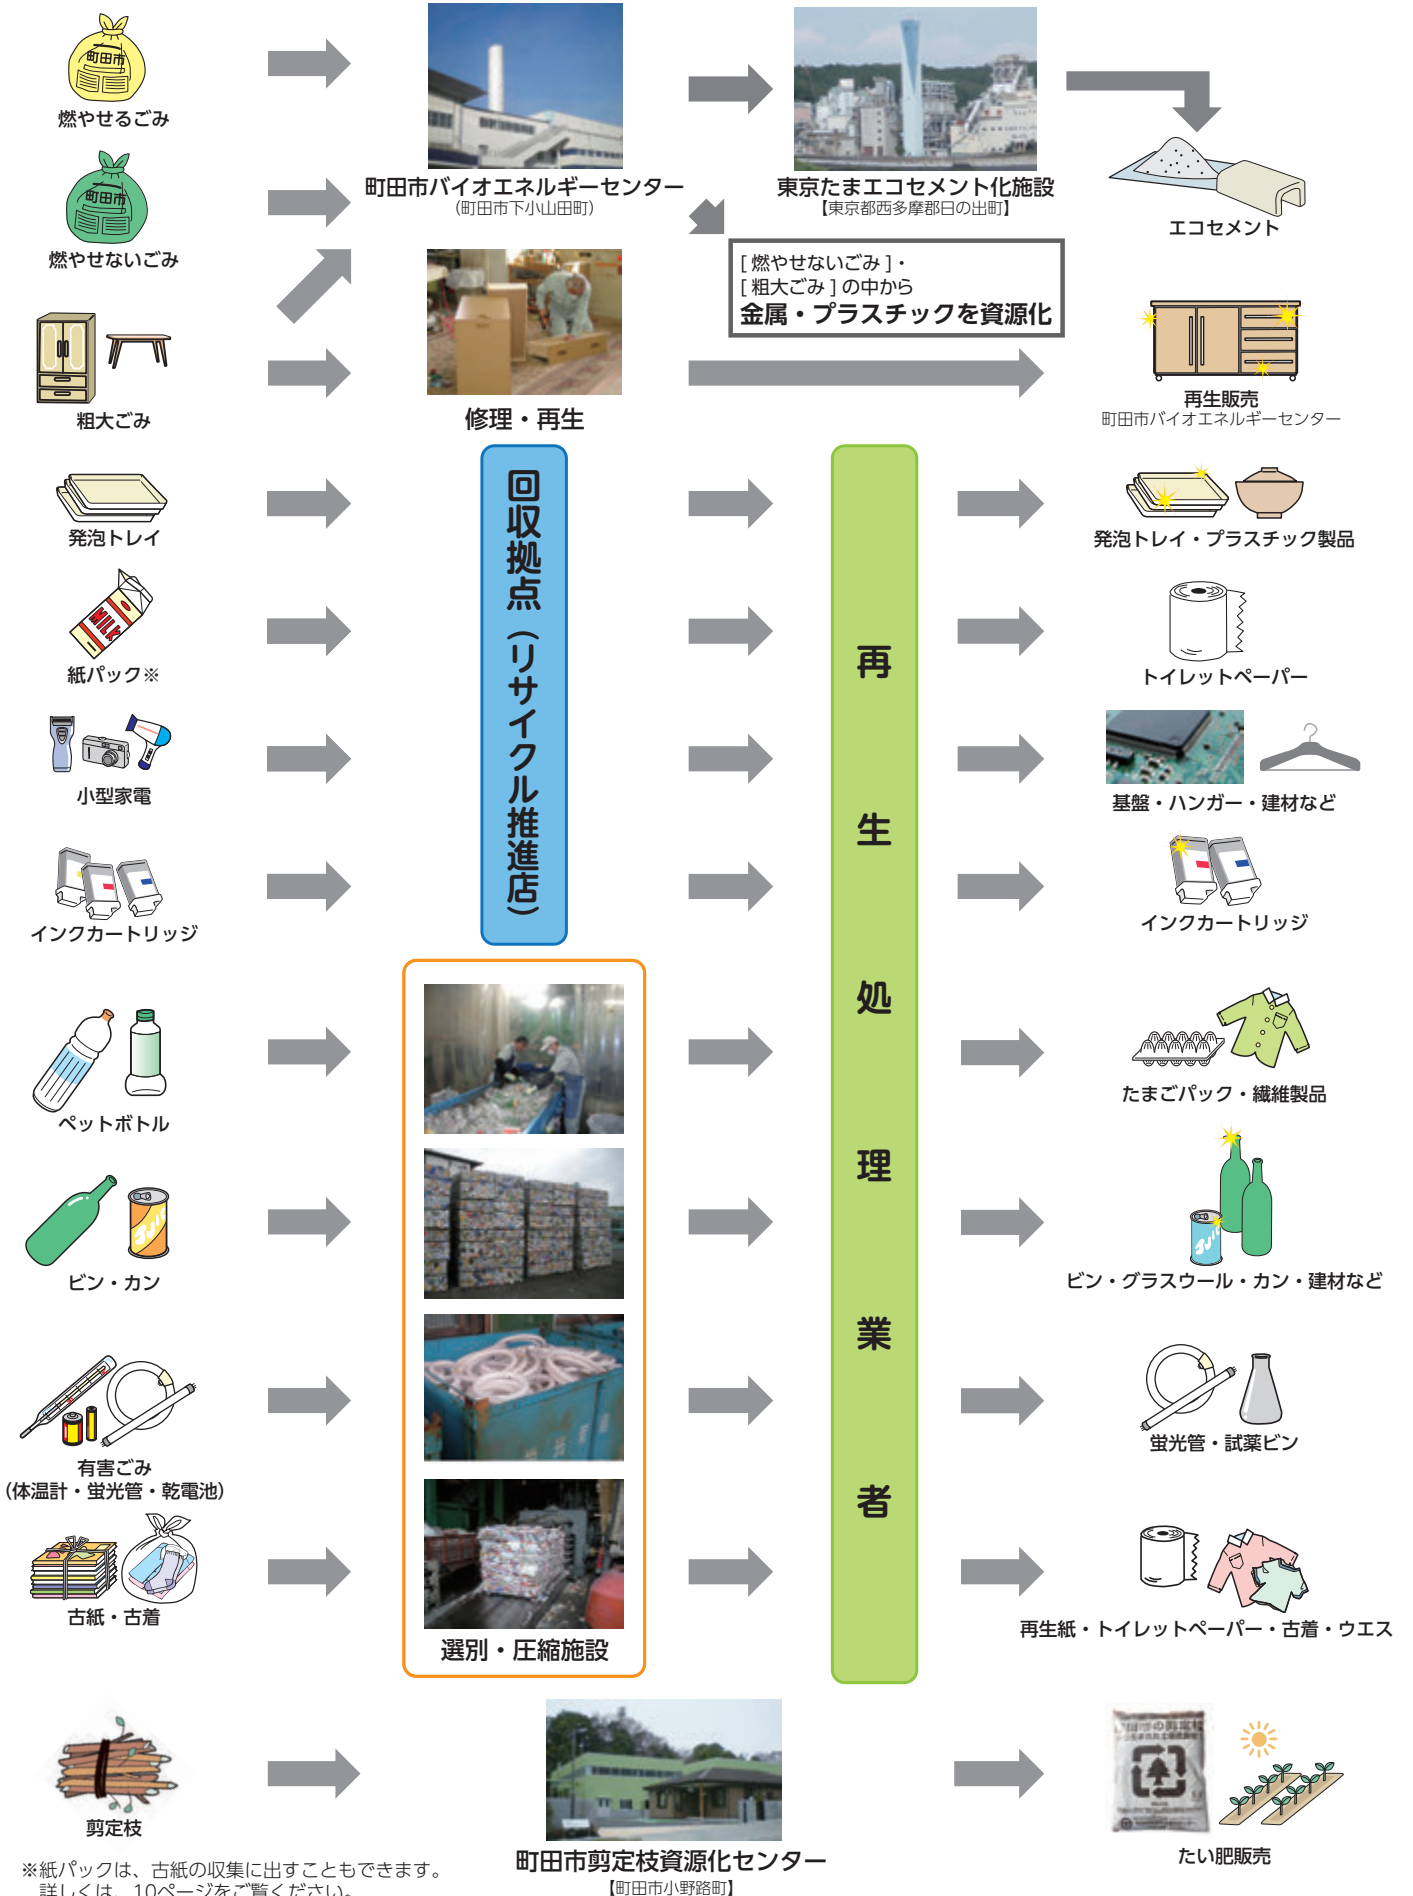 町田市
燃やせるごみ
町田市
燃やせないごみ
粗大ごみ
町田市バイオエネルギーセンター
(町田市下小山田町)
東京たまエコセメント化施設
【東京都西多摩郡日の出町】
エコセメント
[ 燃やせないごみ ]・
[ 粗大ごみ ] の中から
金属・プラスチックを資源化
修理・再生
再生販売
町田市バイオエネルギーセンター
回収拠点(リサイクル推進店)
再生処理業者
発泡トレイ
発泡トレイ・プラスチック製品
MILK
紙パック※
トイレットペーパー
小型家電
基盤・ハンガー・建材など
インクカートリッジ
インクカートリッジ
ペットボトル
たまごパック・繊維製品
ビン・カン
ビン・グラスウール・カン・建材など
有害ごみ
(体温計・蛍光管・乾電池)
蛍光管・試薬ビン
古紙・古着
再生紙・トイレットペーパー・古着・ウエス
選別・圧縮施設
剪定枝
町田市剪定枝資源化センター
【町田市小野路町】
たい肥販売
※紙パックは、古紙の収集に出すこともできます。
詳しくは、10ページをご覧ください。